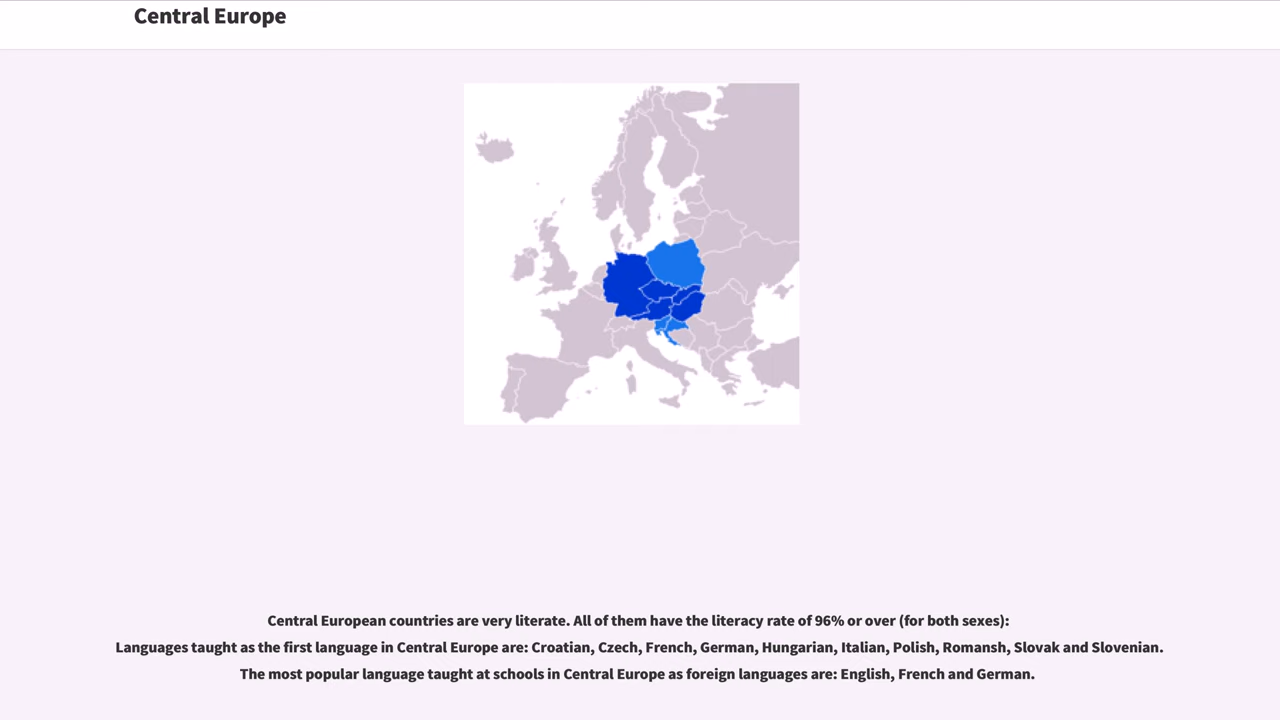 Central Europe
Central European countries are very literate. All of them have the literacy rate of 96% or over (for both sexes):
Languages taught as the first language in Central Europe are: Croatian, Czech, French, German, Hungarian, Italian, Polish, Romansh, Slovak and Slovenian.
The most popular language taught at schools in Central Europe as foreign languages are: English, French and German.